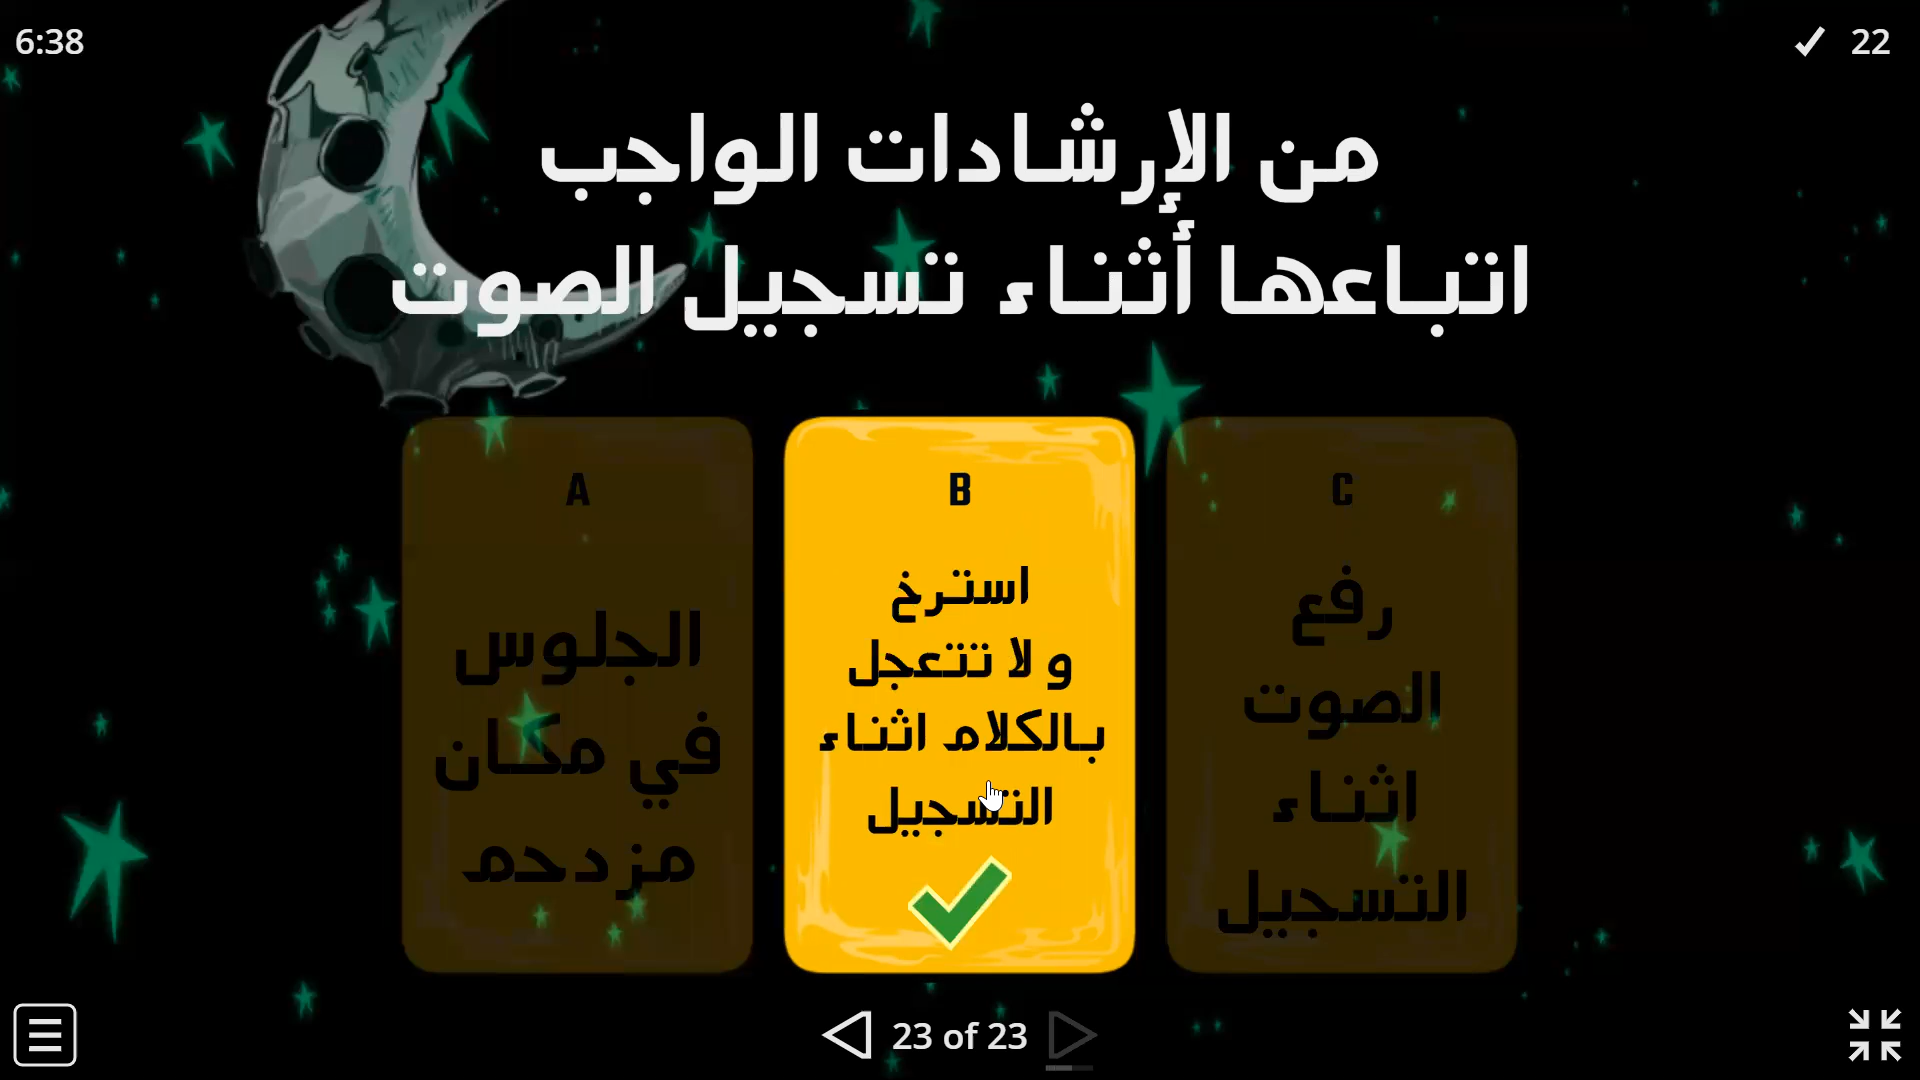 6:38
22
من الإرشادات الواجب
اتباعها أثناء تسجيل الصوت
A
الجلوس
في مكان
مزدحم
B
استرخ
و لا تتعجل
بالكلام اثناء
التسجيل
C
رفع
الصوت
اثناء
التسجيل
23 of 23